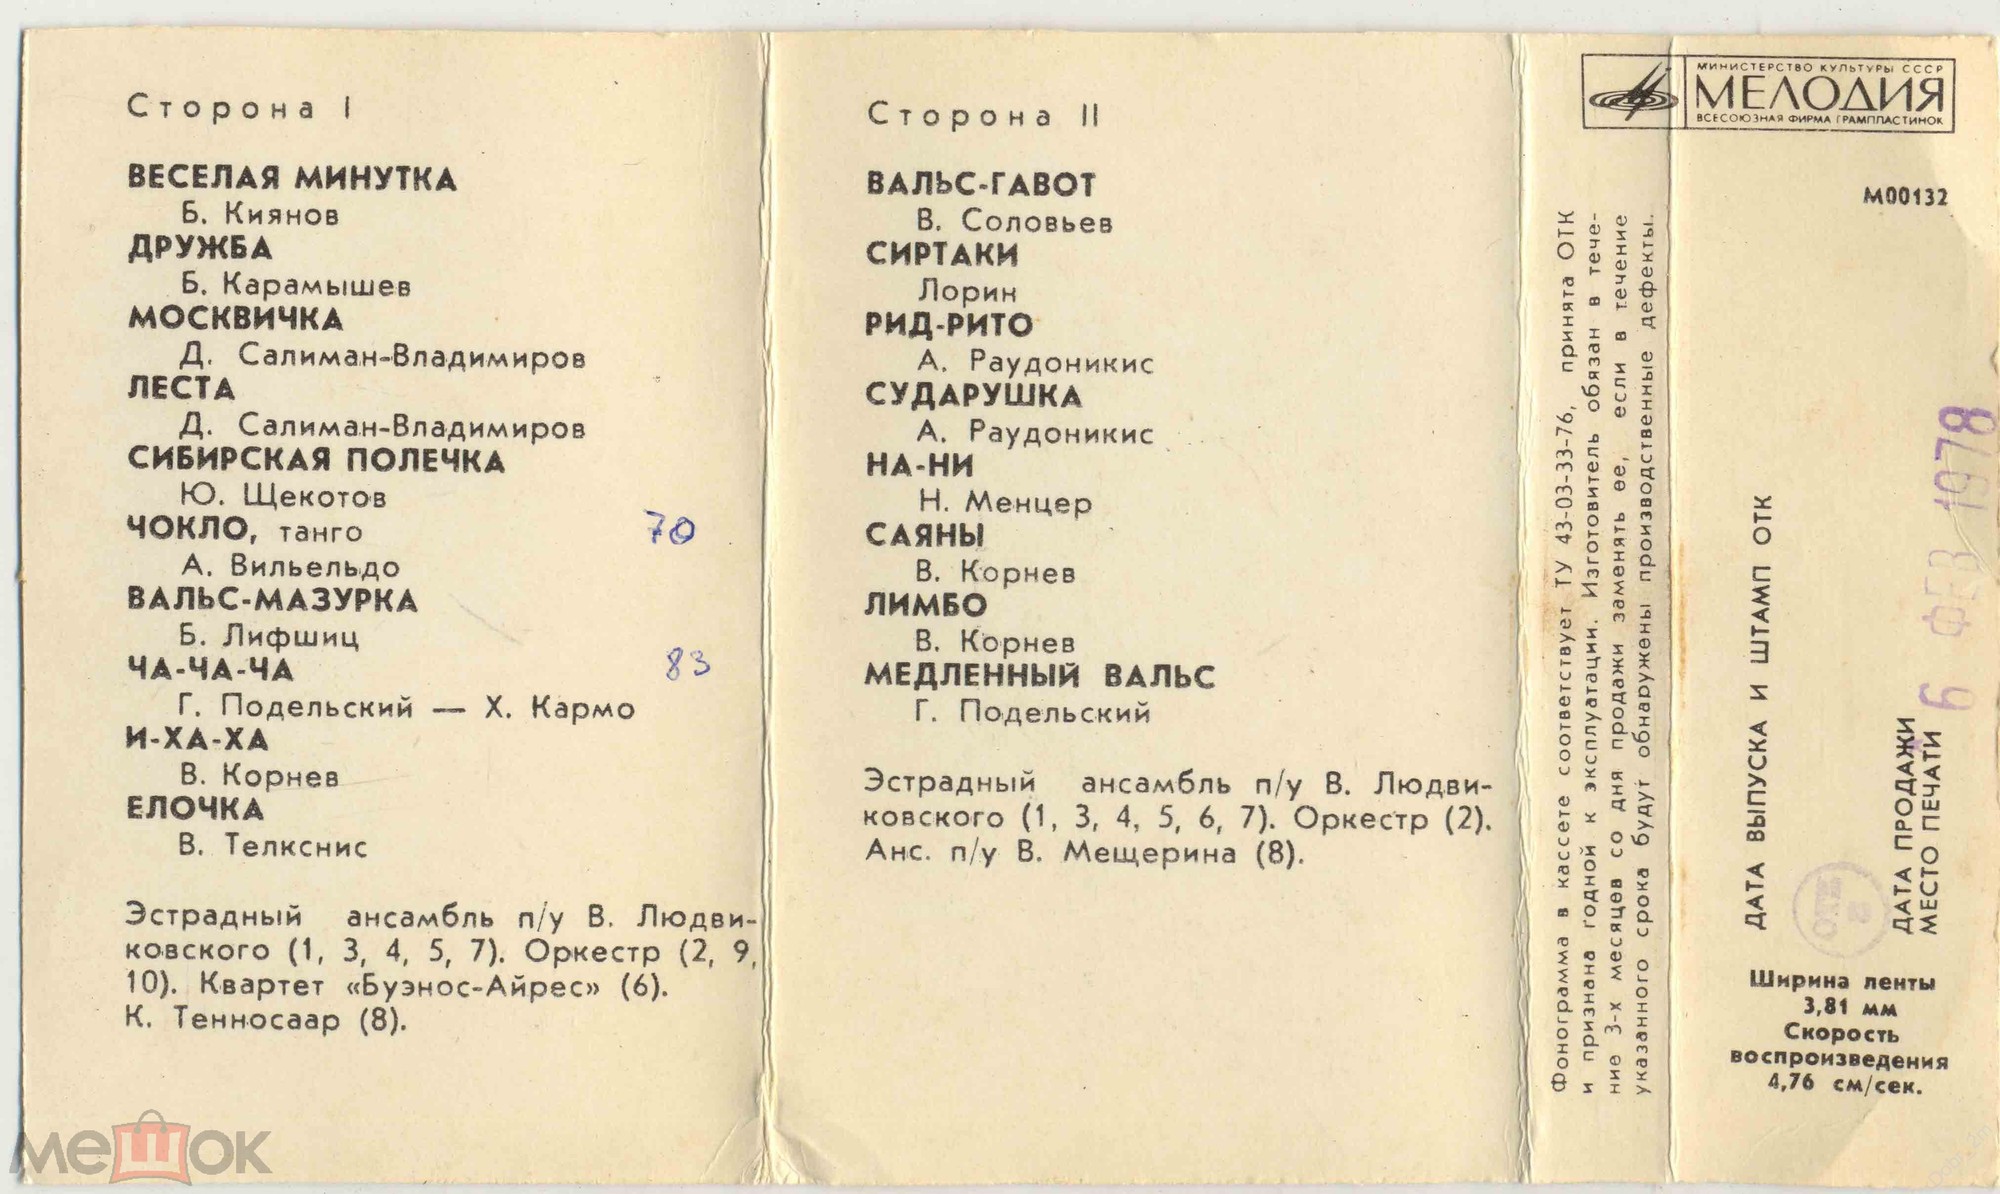 Сторона I
ВЕСЕЛАЯ МИНУТКА
Б. Киянов
ДРУЖБА
Б. Карамышев
МОСКВИЧКА
Д. Салиман-Владимиров
ЛЕСТА
Д. Салиман-Владимиров
СИБИРСКАЯ ПОЛЕЧКА
Ю. Щекотов
ЧОКЛО, танго 70
А. Вильельдо
ВАЛЬС-МАЗУРКА
Б. Лифшиц
ЧА-ЧА-ЧА 83
Г. Подельский — Х. Кармо
И-ХА-ХА
В. Корнев
ЕЛОЧКА
В. Телкснис
Эстрадный ансамбль п/у В. Людви-
ковского (1, 3, 4, 5, 7). Оркестр (2, 9,
10). Квартет «Буэнос-Айрес» (6).
К. Тенносаар (8).
Сторона II
ВАЛЬС-ГАВОТ
В. Соловьев
СИРТАКИ
Лорин
РИД-РИТО
А. Раудоникис
СУДАРУШКА
А. Раудоникис
НА-НИ
Н. Менцер
САЯНЫ
В. Корнев
ЛИМБО
В. Корнев
МЕДЛЕННЫЙ ВАЛЬС
Г. Подельский
Эстрадный ансамбль п/у В. Людви-
ковского (1, 3, 4, 5, 6, 7). Оркестр (2).
Анс. п/у В. Мещерина (8).
Фонограмма в кассете соответствует ТУ 43-03-33-76, принята ОТК
и признана годной к эксплуатации. Изготовитель обязан в тече-
ние 3-х месяцев со дня продажи заменять ее, если в течение
указанного срока будут обнаружены производственные дефекты.
МИНИСТЕРСТВО КУЛЬТУРЫ СССР
МЕЛОДИЯ
ВСЕСОЮЗНАЯ ФИРМА ГРАМПЛАСТИНОК
М00132
ДАТА ВЫПУСКА И ШТАМП ОТК
ДАТА ПРОДАЖИ
МЕСТО ПЕЧАТИ
6 ФЕВ 1978
Ширина ленты
3,81 мм
Скорость
воспроизведения
4,76 см/сек.
мешок